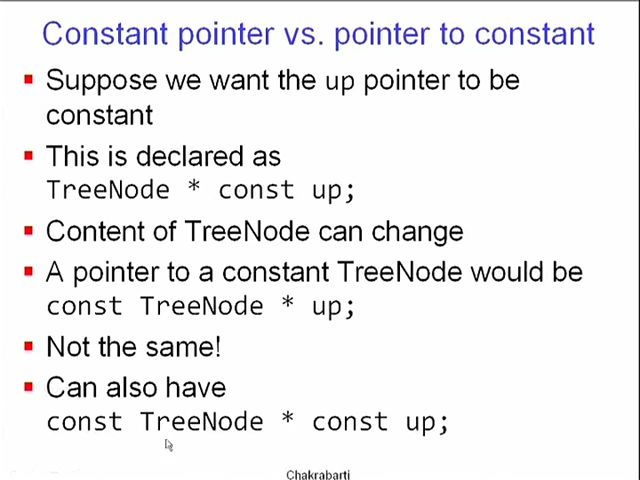 Constant pointer vs. pointer to constant
Suppose we want the up pointer to be
constant
This is declared as
TreeNode * const up;
Content of TreeNode can change
A pointer to a constant TreeNode would be
const TreeNode * up;
Not the same!
Can also have
const TreeNode * const up;
Chakrabarti